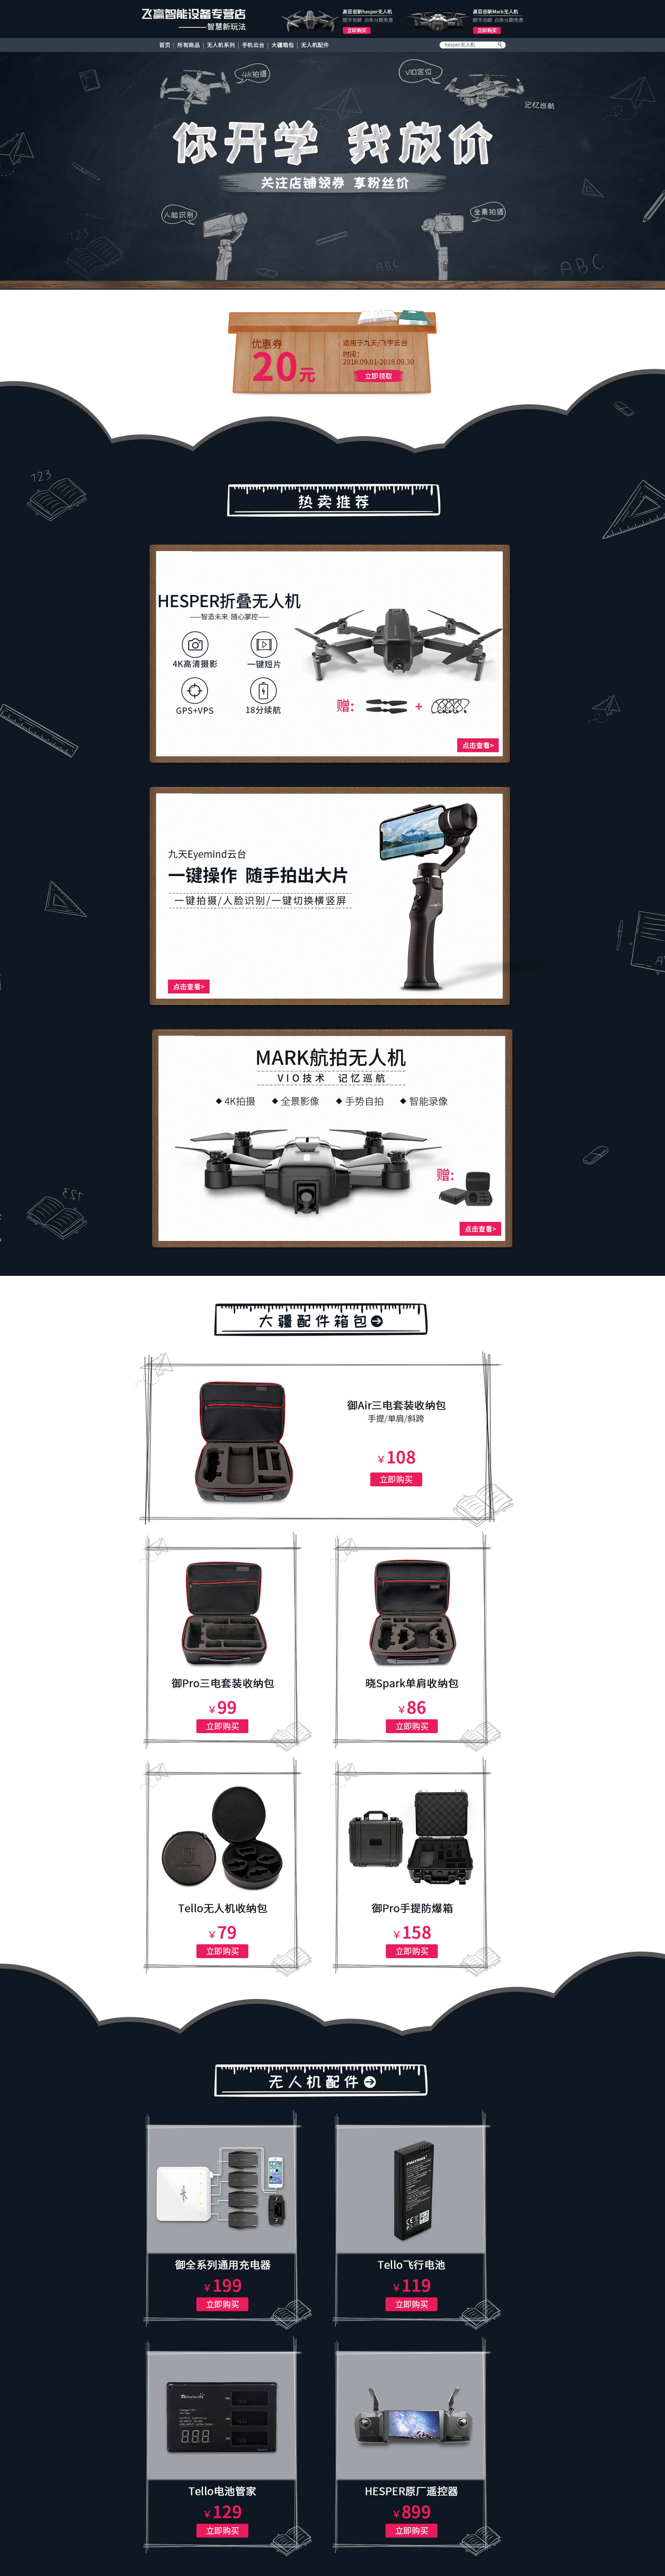 飞赢智能设备专营店
智慧新玩法
高巨创新hesper无人机
顺丰包邮 白条分期免息
立即购买
高巨创新Mark无人机
顺丰包邮 白条分期免息
立即购买
首页 | 所有商品 | 无人机系列 | 手机云台 | 大疆箱包 | 无人机配件
hesper无人机
4k拍摄
VIO定位
记忆巡航
你开学 我放价
关注店铺领券 享粉丝价
人脸识别
全景拍摄
123
ABC
ABC
优惠券
20元
适用于九天/飞宇云台
时间:
2018.09.01-2018.09.30
立即领取
123
热卖推荐
HESPER折叠无人机
——智造未来 随心掌控——
4K高清摄影
一键短片
GPS+VPS
18分续航
赠:
+
点击查看>
九天Eyemind云台
一键操作 随手拍出大片
一键拍摄/人脸识别/一键切换横竖屏
点击查看>
MARK航拍无人机
VIO技术 记忆巡航
◆ 4K拍摄 ◆ 全景影像 ◆ 手势自拍 ◆ 智能录像
赠:
点击查看>
123
大疆配件箱包
御Air三电套装收纳包
手提/单肩/斜跨
￥108
立即购买
御Pro三电套装收纳包
￥99
立即购买
晓Spark单肩收纳包
￥86
立即购买
Tello无人机收纳包
￥79
立即购买
御Pro手提防爆箱
￥158
立即购买
无人机配件
御全系列通用充电器
￥199
立即购买
Tello飞行电池
￥119
立即购买
888
Tello电池管家
￥129
立即购买
HESPER原厂遥控器
￥899
立即购买